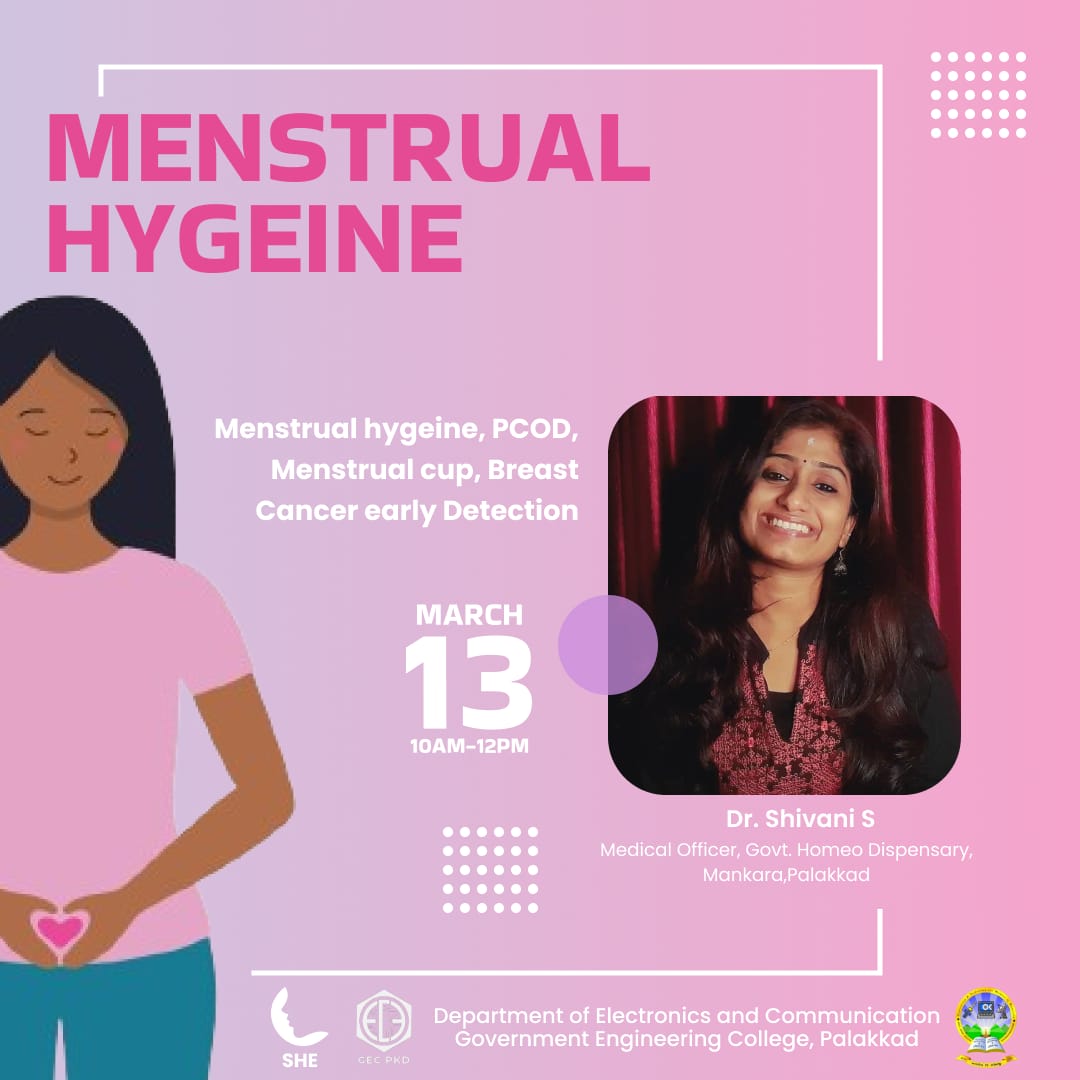 MENSTRUAL
HYGEINE
Menstrual hygeine, PCOD,
Menstrual cup, Breast
Cancer early Detection
MARCH
13
10AM–12PM
Dr. Shivani S
Medical Officer, Govt. Homeo Dispensary,
Mankara,Palakkad
SHE
GEC PKD
Department of Electronics and Communication
Government Engineering College, Palakkad